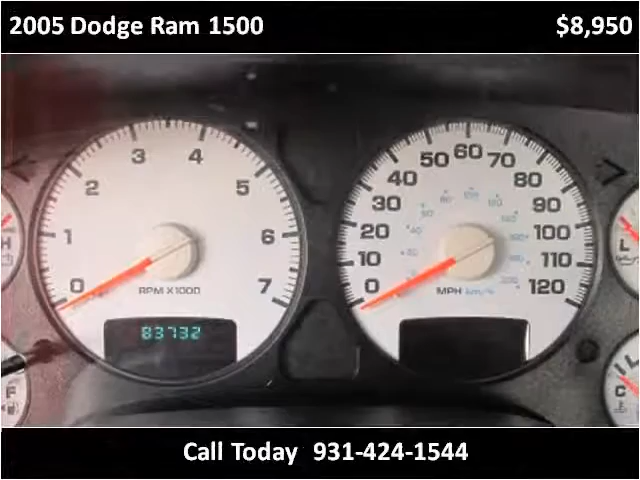 2005 Dodge Ram 1500 $8,950
0 1 2 3 4 5 6 7
RPM X1000
83732
0 10 20 30 40 50 60 70 80 90 100 110 120
MPH km/h
H
F
L
C
Call Today 931-424-1544